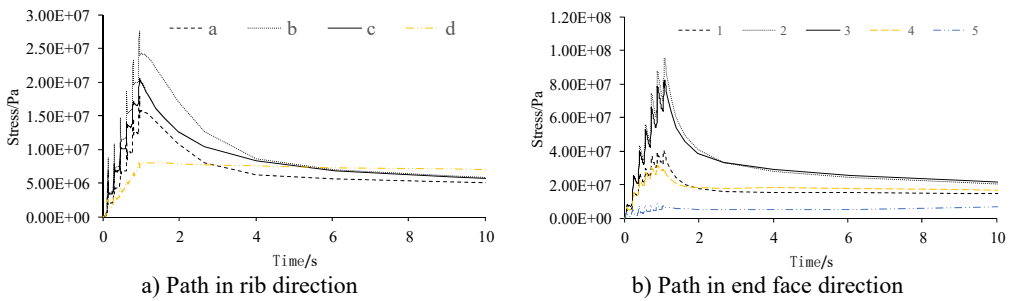 3.00E+07
2.50E+07
2.00E+07
1.50E+07
1.00E+07
5.00E+06
0.00E+00
Stress/Pa
a b c d
0 2 4 6 8 10
Time/s
a) Path in rib direction
1.20E+08
1.00E+08
8.00E+07
6.00E+07
4.00E+07
2.00E+07
0.00E+00
Stress/Pa
1 2 3 4 5
0 2 4 6 8 10
Time/s
b) Path in end face direction